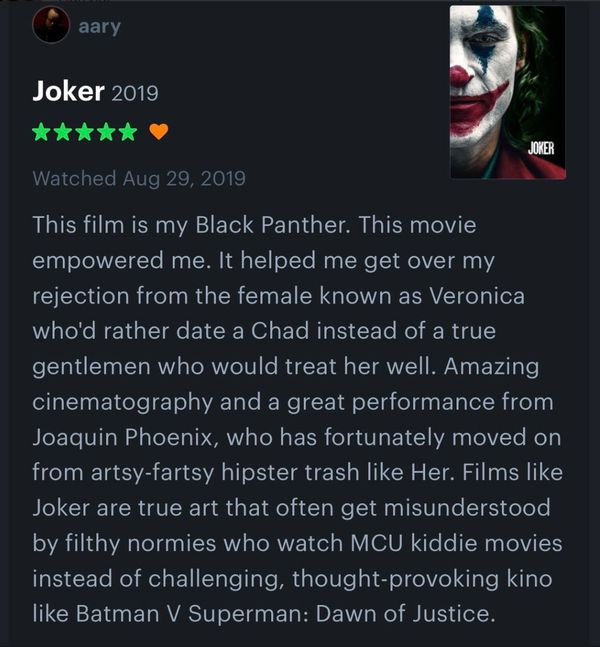 aary
Joker 2019
JOKER
Watched Aug 29, 2019
This film is my Black Panther. This movie
empowered me. It helped me get over my
rejection from the female known as Veronica
who'd rather date a Chad instead of a true
gentlemen who would treat her well. Amazing
cinematography and a great performance from
Joaquin Phoenix, who has fortunately moved on
from artsy-fartsy hipster trash like Her. Films like
Joker are true art that often get misunderstood
by filthy normies who watch MCU kiddie movies
instead of challenging, thought-provoking kino
like Batman V Superman: Dawn of Justice.